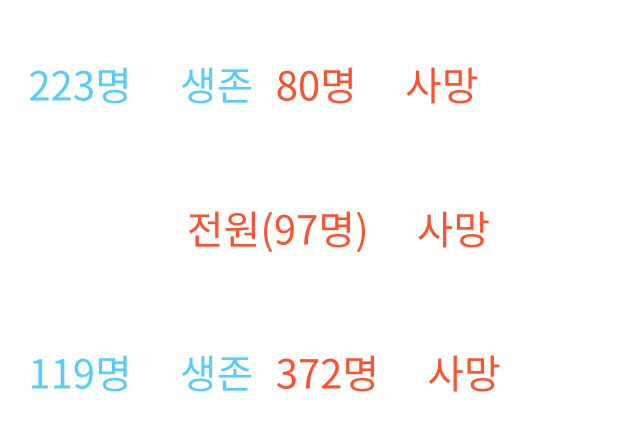 223명 생존 80명 사망
전원(97명) 사망
119명 생존 372명 사망